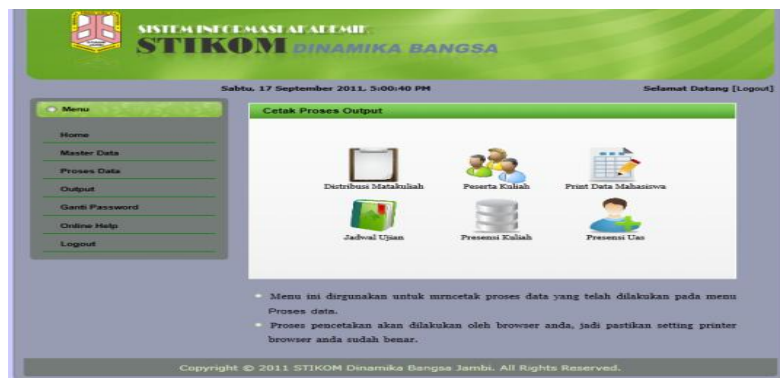 SISTEM INFORMASI AKADEMIK
STIKOM DINAMIKA BANGSA
Sabtu, 17 September 2011, 5:00:40 PM
Selamat Datang [Logout]
Menu
Home
Master Data
Proses Data
Output
Ganti Password
Online Help
Logout
Cetak Proses Output
Distribusi Matakuliah
Peserta Kuliah
Print Data Mahasiswa
Jadwal Ujian
Presensi Kuliah
Presensi Uas
Menu ini dirgunakan untuk mrncetak proses data yang telah dilakukan pada menu
Proses data.
Proses pencetakan akan dilakukan oleh browser anda, jadi pastikan setting printer
browser anda sudah benar.
Copyright © 2011 STIKOM Dinamika Bangsa Jambi. All Rights Reserved.